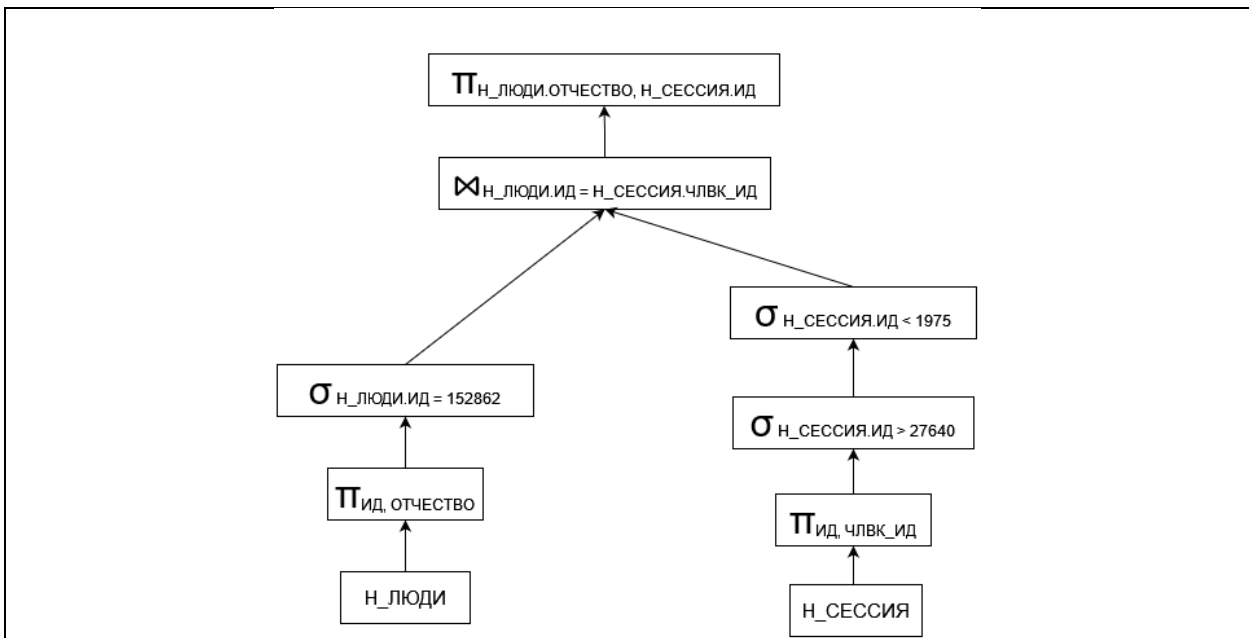 π Н_ЛЮДИ.ОТЧЕСТВО, Н_СЕССИЯ.ИД
⋈ Н_ЛЮДИ.ИД = Н_СЕССИЯ.ЧЛВК_ИД
σ Н_СЕССИЯ.ИД < 1975
σ Н_ЛЮДИ.ИД = 152862
σ Н_СЕССИЯ.ИД > 27640
π ИД, ОТЧЕСТВО
π ИД, ЧЛВК_ИД
Н_ЛЮДИ
Н_СЕССИЯ